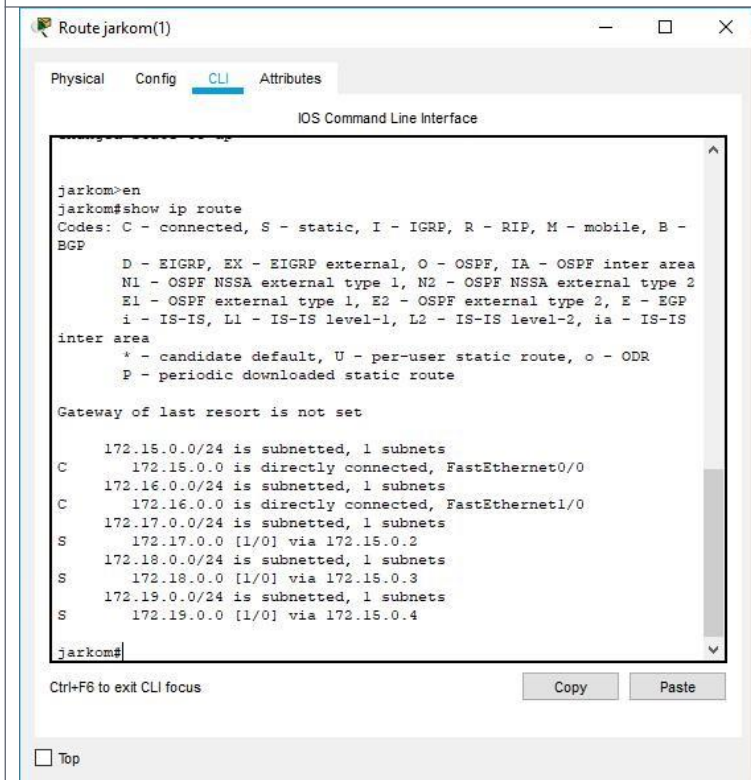 Route jarkom(1)
Physical Config CLI Attributes
IOS Command Line Interface
jarkom>en
jarkom#show ip route
Codes: C - connected, S - static, I - IGRP, R - RIP, M - mobile, B -
BGP
D - EIGRP, EX - EIGRP external, O - OSPF, IA - OSPF inter area
N1 - OSPF NSSA external type 1, N2 - OSPF NSSA external type 2
E1 - OSPF external type 1, E2 - OSPF external type 2, E - EGP
i - IS-IS, L1 - IS-IS level-1, L2 - IS-IS level-2, ia - IS-IS
inter area
* - candidate default, U - per-user static route, o - ODR
P - periodic downloaded static route
Gateway of last resort is not set
172.15.0.0/24 is subnetted, 1 subnets
C 172.15.0.0 is directly connected, FastEthernet0/0
172.16.0.0/24 is subnetted, 1 subnets
C 172.16.0.0 is directly connected, FastEthernet1/0
172.17.0.0/24 is subnetted, 1 subnets
S 172.17.0.0 [1/0] via 172.15.0.2
172.18.0.0/24 is subnetted, 1 subnets
S 172.18.0.0 [1/0] via 172.15.0.3
172.19.0.0/24 is subnetted, 1 subnets
S 172.19.0.0 [1/0] via 172.15.0.4
jarkom#
Ctrl+F6 to exit CLI focus
Copy Paste
Top